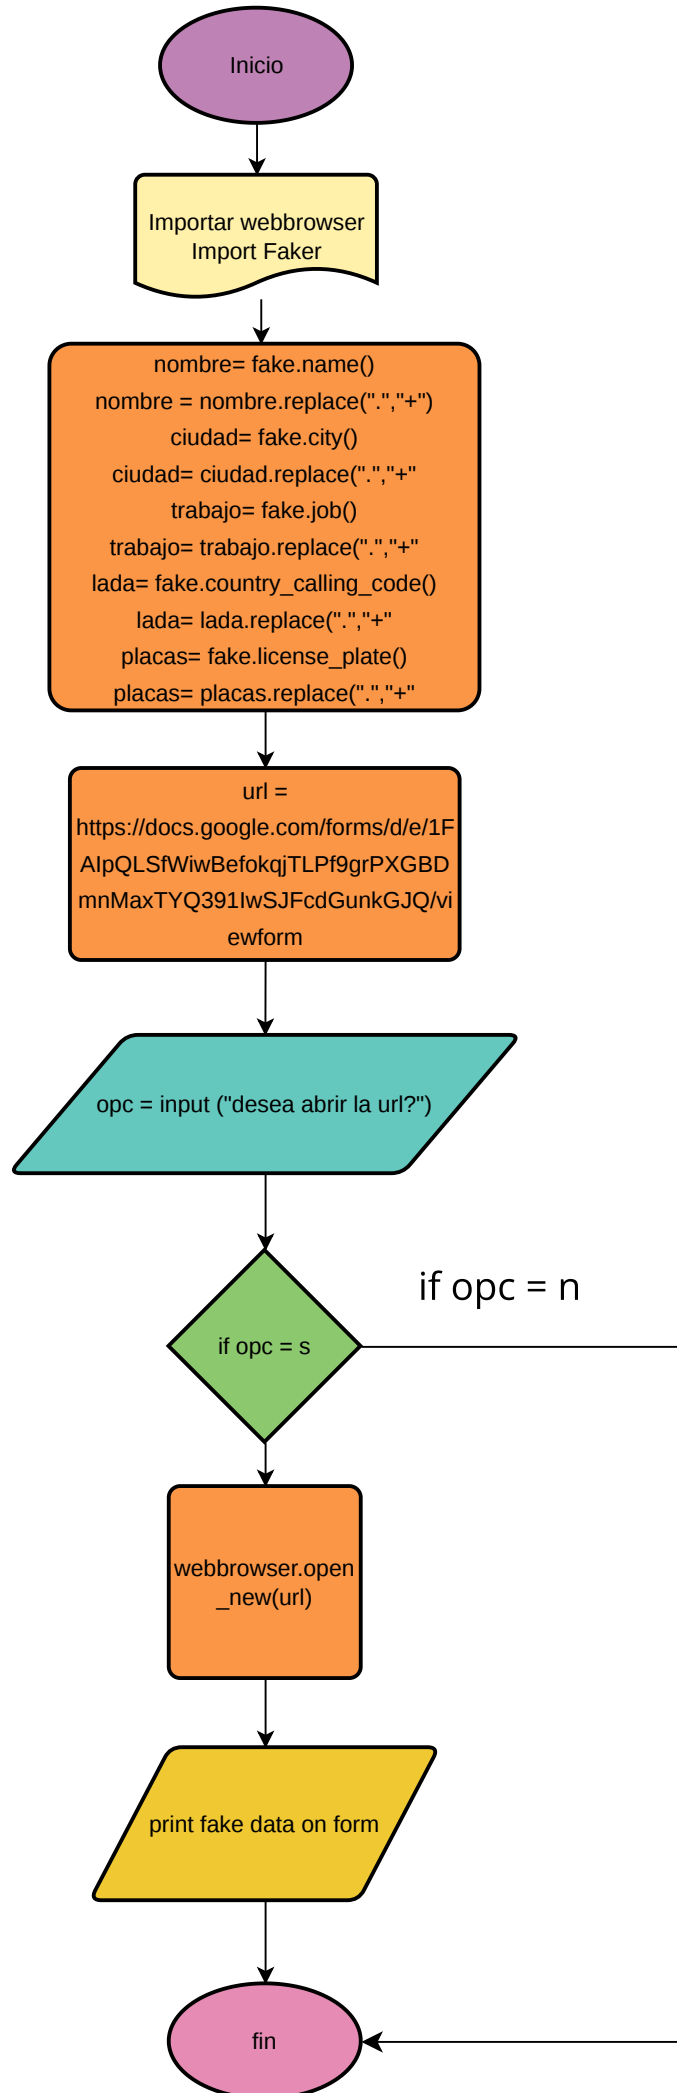 Inicio
Importar webbrowser
Import Faker
nombre= fake.name()
nombre = nombre.replace(".","+")
ciudad= fake.city()
ciudad= ciudad.replace(".","+"
trabajo= fake.job()
trabajo= trabajo.replace(".","+"
lada= fake.country_calling_code()
lada= lada.replace(".","+"
placas= fake.license_plate()
placas= placas.replace(".","+"
url =
https://docs.google.com/forms/d/e/1F
AIpQLSfWiwBefokqjTLPf9grPXGBD
mnMaxTYQ391IwSJFcdGunkGJQ/vi
ewform
opc = input ("desea abrir la url?")
if opc = n
if opc = s
webbrowser.open
_new(url)
print fake data on form
fin